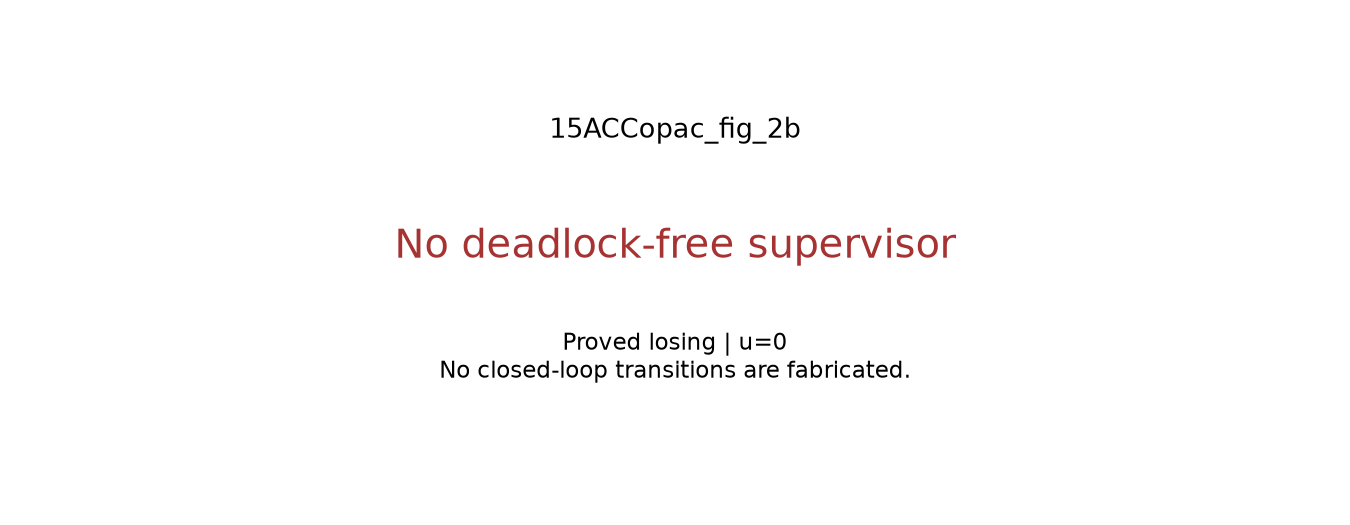 15ACCopac_fig_2b
No deadlock-free supervisor
Proved losing | u=0
No closed-loop transitions are fabricated.